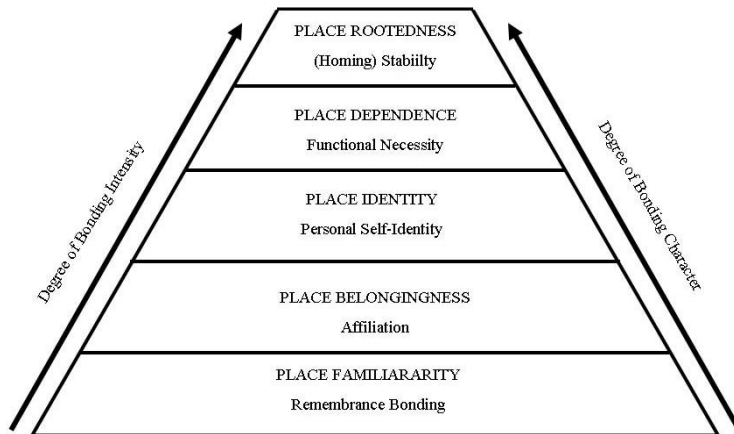 PLACE ROOTEDNESS
(Homing) Stabiilty
PLACE DEPENDENCE
Functional Necessity
PLACE IDENTITY
Personal Self-Identity
PLACE BELONGINGNESS
Affiliation
PLACE FAMILIARARITY
Remembrance Bonding
Degree of Bonding Intensity
Degree of Bonding Character